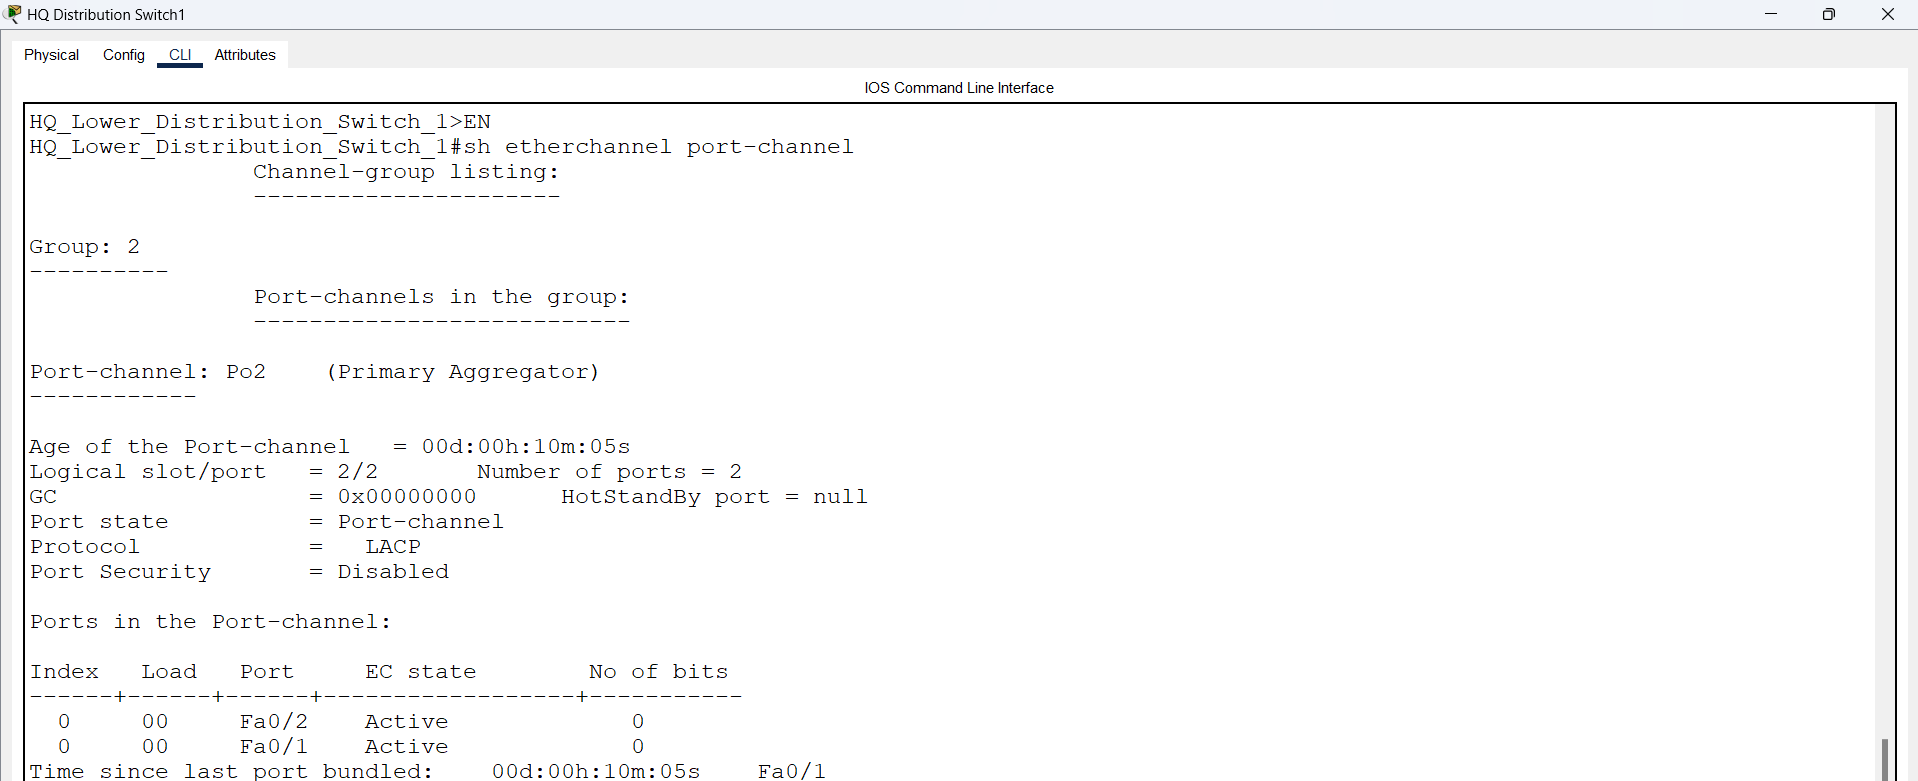 HQ Distribution Switch1
Physical Config CLI Attributes
IOS Command Line Interface
HQ_Lower_Distribution_Switch_1>EN
HQ_Lower_Distribution_Switch_1#sh etherchannel port-channel
                Channel-group listing:
                ----------------------

Group: 2
----------
                Port-channels in the group:
                ---------------------------

Port-channel: Po2    (Primary Aggregator)
------------

Age of the Port-channel   = 00d:00h:10m:05s
Logical slot/port   = 2/2       Number of ports = 2
GC                  = 0x00000000      HotStandBy port = null
Port state          = Port-channel
Protocol            =   LACP
Port Security       = Disabled

Ports in the Port-channel:

Index   Load   Port     EC state        No of bits
------+------+------+------------------+-----------
  0     00     Fa0/2    Active             0
  0     00     Fa0/1    Active             0
Time since last port bundled:    00d:00h:10m:05s    Fa0/1